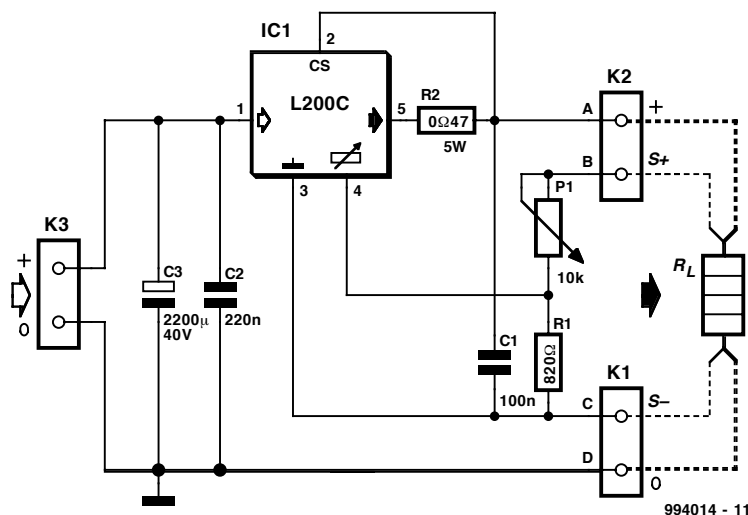 IC1
2
CS
L200C
1
5
3
4
R2
0Ω47
5W
K2
A
+
B
S+
P1
10k
K3
+
0
C3
2200µ
40V
C2
220n
C1
100n
R1
820Ω
RL
K1
C
S–
D
0
994014 - 11